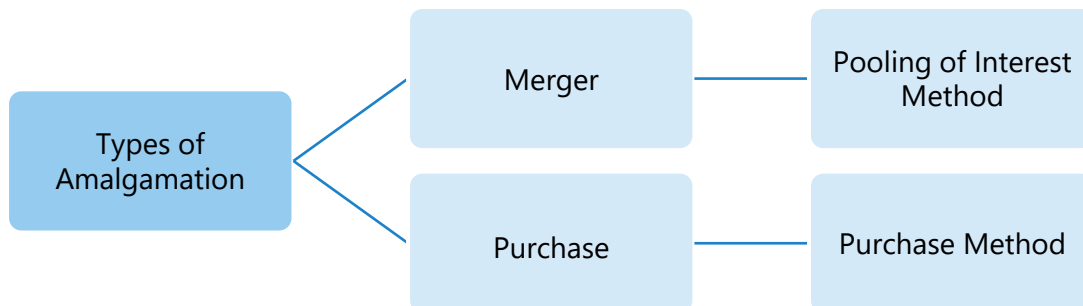 Types of
Amalgamation
Merger
Pooling of Interest
Method
Purchase
Purchase Method